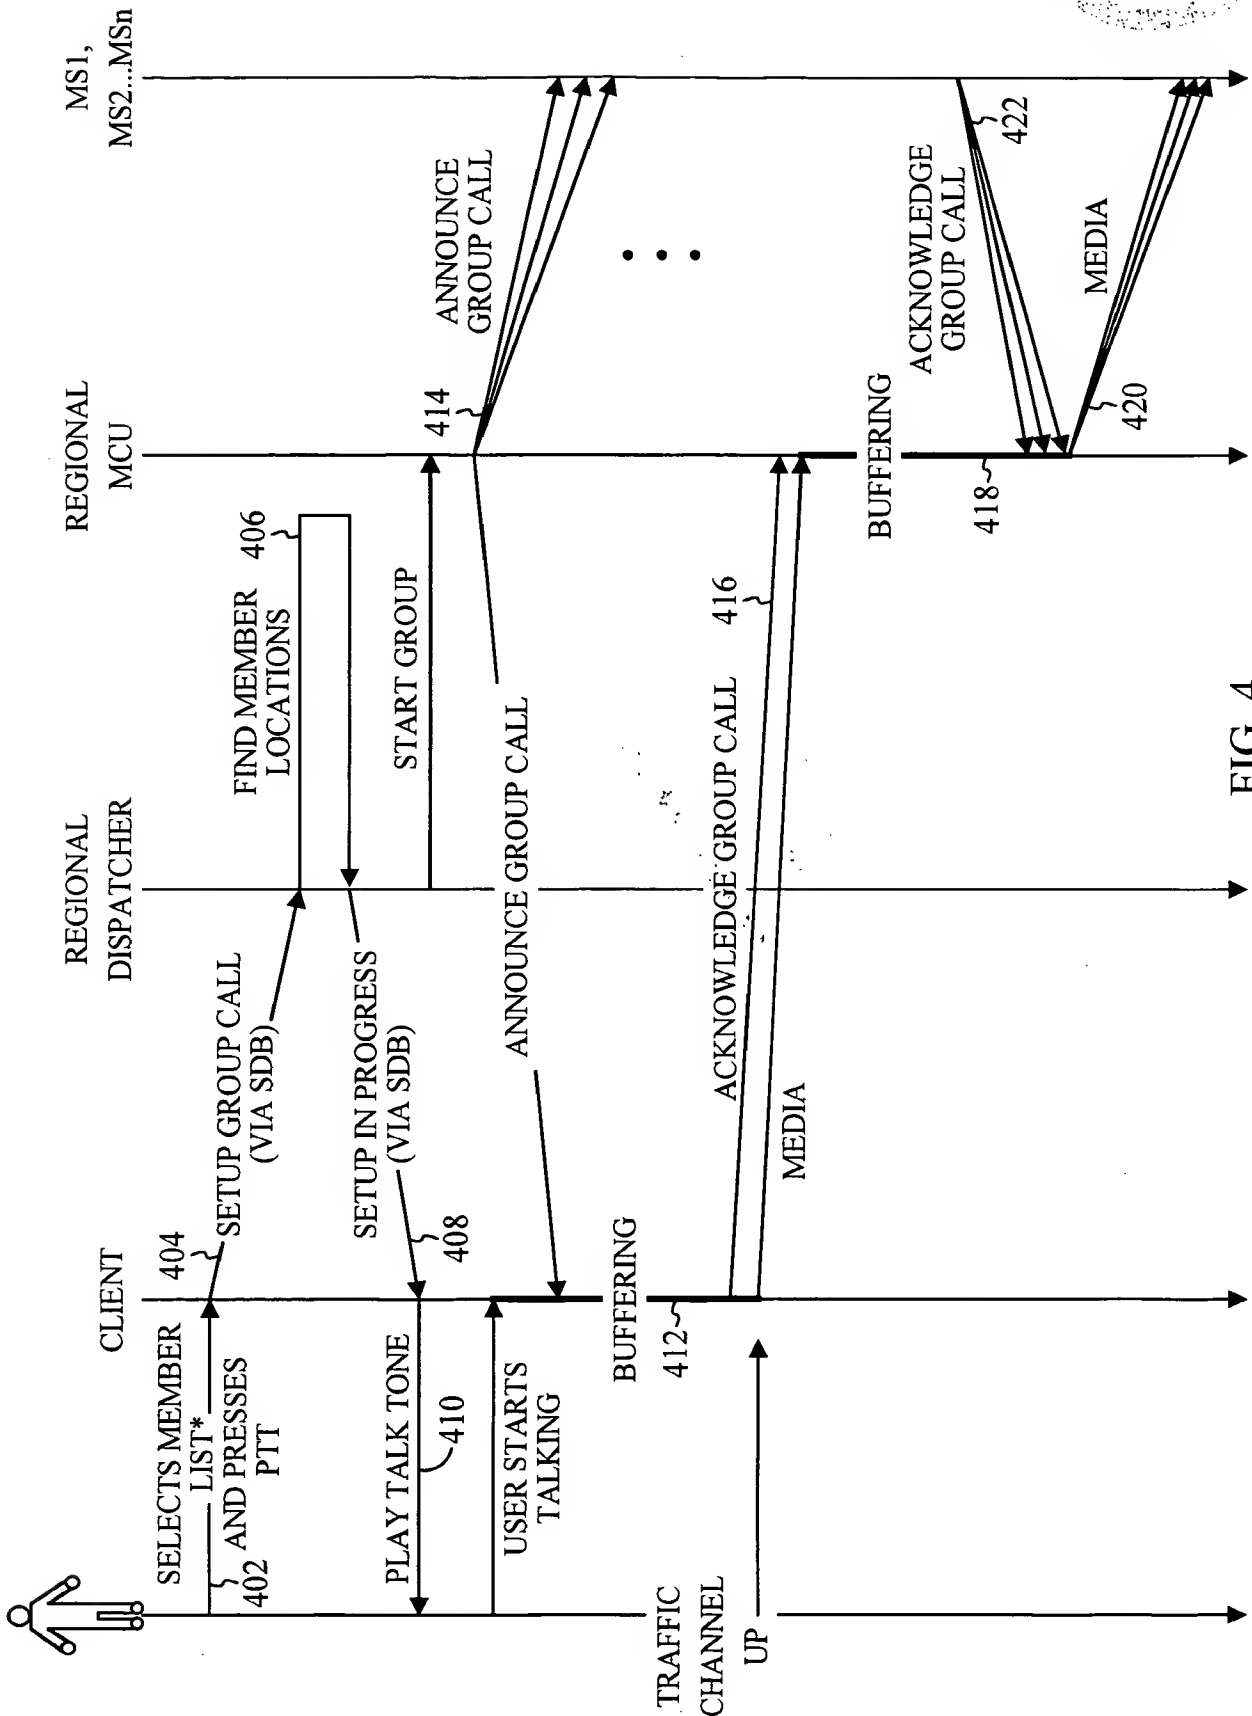 CLIENT
REGIONAL
DISPATCHER
REGIONAL
MCU
MS1,
MS2...MSn
SELECTS MEMBER
LIST*
AND PRESSES
PTT
402
404
SETUP GROUP CALL
(VIA SDB)
FIND MEMBER
LOCATIONS
406
SETUP IN PROGRESS
(VIA SDB)
408
PLAY TALK TONE
410
START GROUP
414
ANNOUNCE
GROUP CALL
USER STARTS
TALKING
ANNOUNCE GROUP CALL
BUFFERING
412
TRAFFIC
CHANNEL
UP
ACKNOWLEDGE GROUP CALL
416
MEDIA
BUFFERING
418
ACKNOWLEDGE
GROUP CALL
422
MEDIA
420
FIG. 4